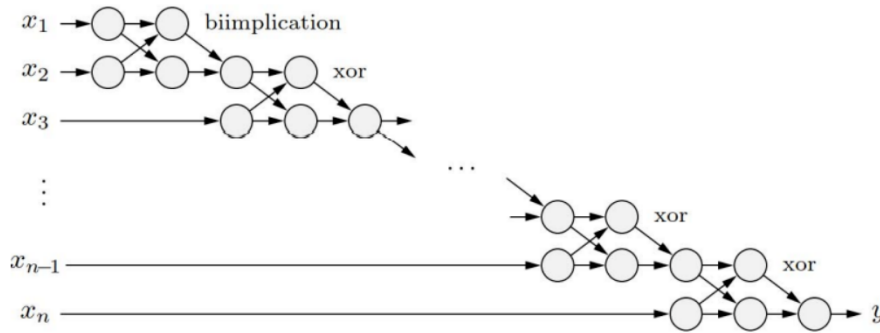 x₁ biimplication
x₂ xor
x₃
⋯
⋮ xor
xₙ₋₁ xor
xₙ y